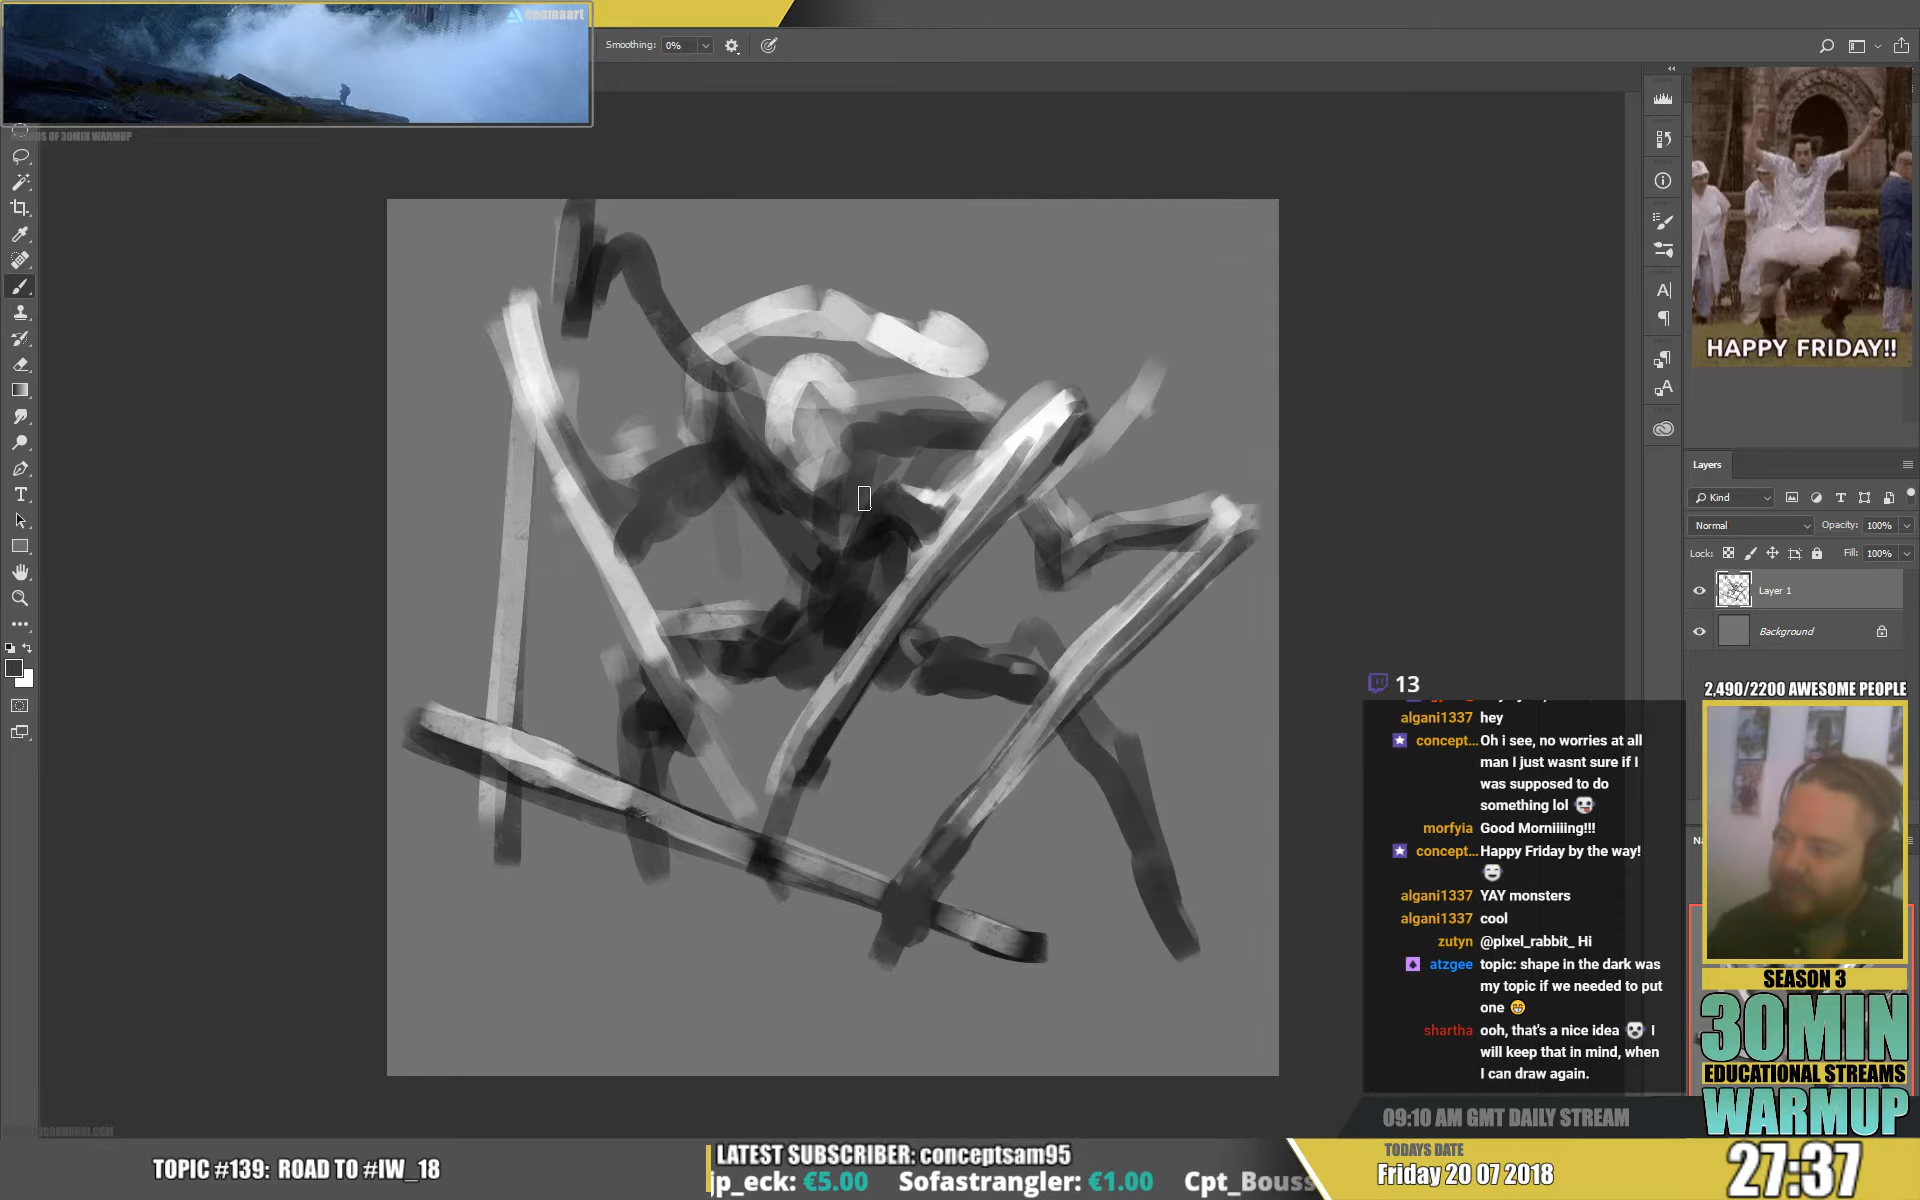 Smoothing: 0%
OF 30MIN WARMUP
HAPPY FRIDAY!!
Layers
Kind
Normal
Opacity: 100%
Lock:
Fill: 100%
Layer 1
Background
2,490/2200 AWESOME PEOPLE
13
algani1337 hey
concept... Oh i see, no worries at all
man I just wasnt sure if I
was supposed to do
something lol
morfyia Good Morniiiing!!!
concept... Happy Friday by the way!
algani1337 YAY monsters
algani1337 cool
zutyn @plxel_rabbit_ Hi
atzgee topic: shape in the dark was
my topic if we needed to put
one
shartha ooh, that's a nice idea I
will keep that in mind, when
I can draw again.
SEASON 3
30MIN
EDUCATIONAL STREAMS
WARMUP
09:10 AM GMT DAILY STREAM
TOPIC #139: ROAD TO #IW_18
LATEST SUBSCRIBER: conceptsam95
jp_eck: €5.00 Sofastrangler: €1.00 Cpt_Bouss
TODAYS DATE
Friday 20 07 2018
27:37